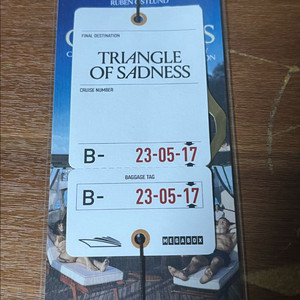 RUBEN ÖSTLUND
FINAL DESTINATION
TRIANGLE
OF SADNESS
CRUISE NUMBER
B- 23-05-17
BAGGAGE TAG
B- 23-05-17
MEGABOX